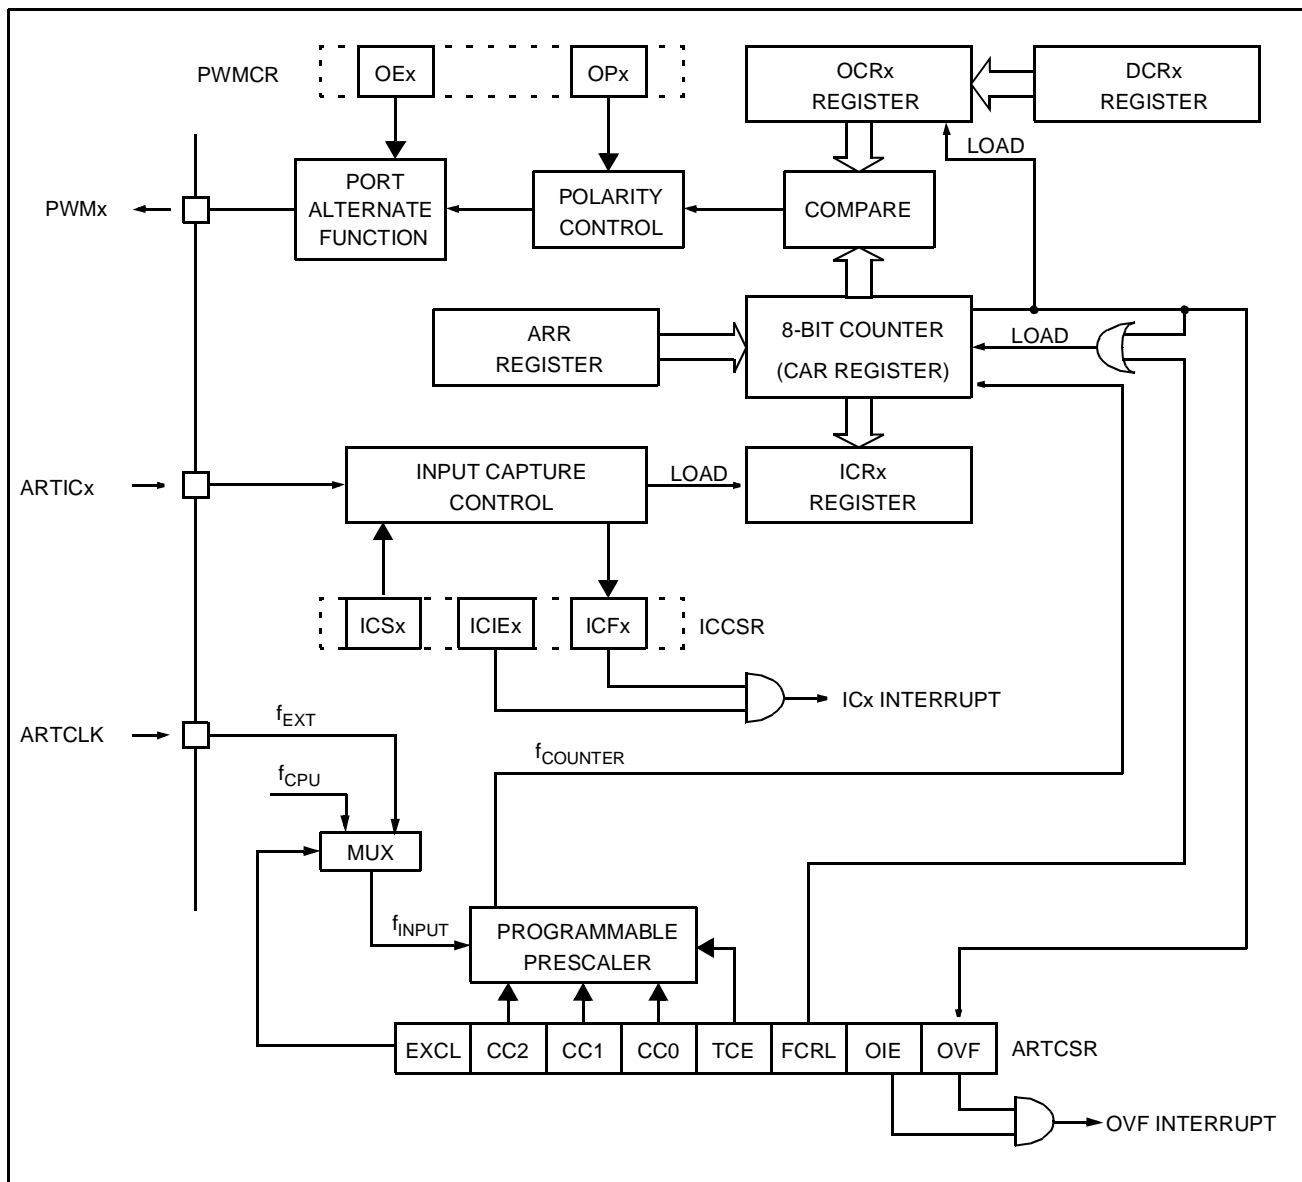 PWMCR
OEx
OPx
OCRx
REGISTER
DCRx
REGISTER
LOAD
PWMx
PORT
ALTERNATE
FUNCTION
POLARITY
CONTROL
COMPARE
ARR
REGISTER
8-BIT COUNTER
(CAR REGISTER)
LOAD
ARTICx
INPUT CAPTURE
CONTROL
LOAD
ICRx
REGISTER
ICSx
ICIEx
ICFx
ICCSR
ICx INTERRUPT
ARTCLK
fEXT
fCPU
fCOUNTER
MUX
fINPUT
PROGRAMMABLE
PRESCALER
EXCL CC2 CC1 CC0 TCE FCRL OIE OVF ARTCSR
OVF INTERRUPT